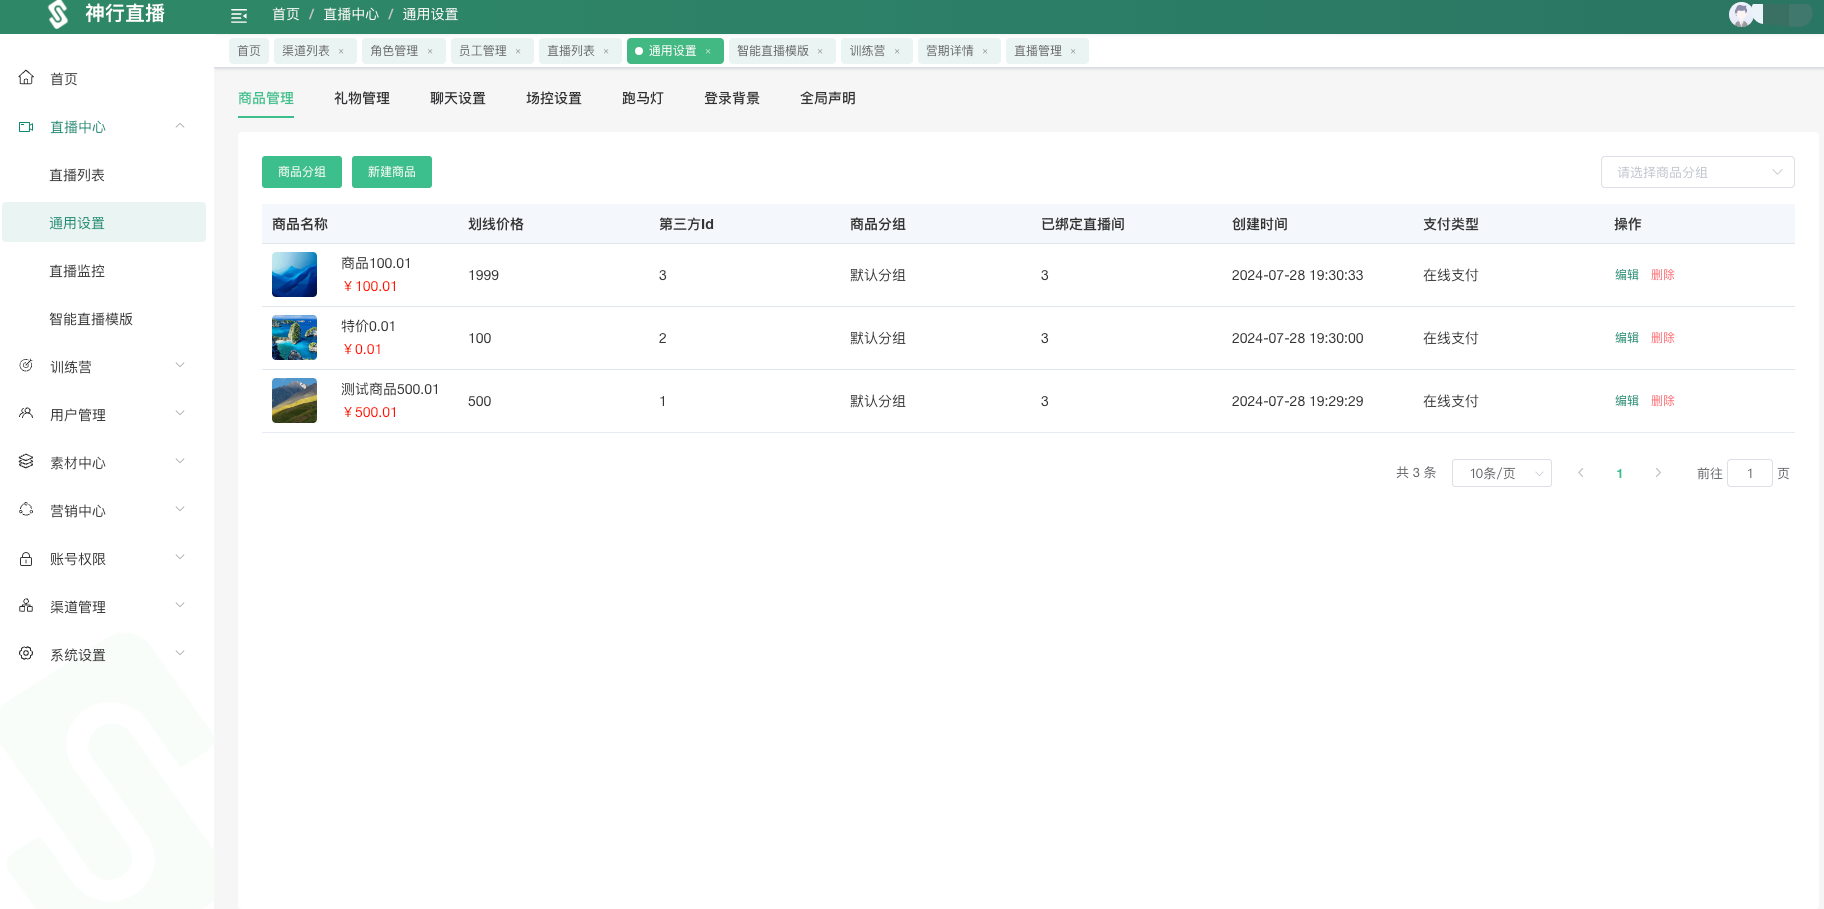 神行直播
首页 / 直播中心 / 通用设置
首页 渠道列表 × 角色管理 × 员工管理 × 直播列表 × 通用设置 × 智能直播模版 × 训练营 × 营期详情 × 直播管理 ×
首页
直播中心
直播列表
通用设置
直播监控
智能直播模版
训练营
用户管理
素材中心
营销中心
账号权限
渠道管理
系统设置
商品管理 礼物管理 聊天设置 场控设置 跑马灯 登录背景 全局声明
商品分组 新建商品 请选择商品分组
商品名称 划线价格 第三方Id 商品分组 已绑定直播间 创建时间 支付类型 操作
商品100.01
￥100.01
1999 3 默认分组 3 2024-07-28 19:30:33 在线支付 编辑 删除
特价0.01
￥0.01
100 2 默认分组 3 2024-07-28 19:30:00 在线支付 编辑 删除
测试商品500.01
￥500.01
500 1 默认分组 3 2024-07-28 19:29:29 在线支付 编辑 删除
共 3 条 10条/页 1 前往 1 页